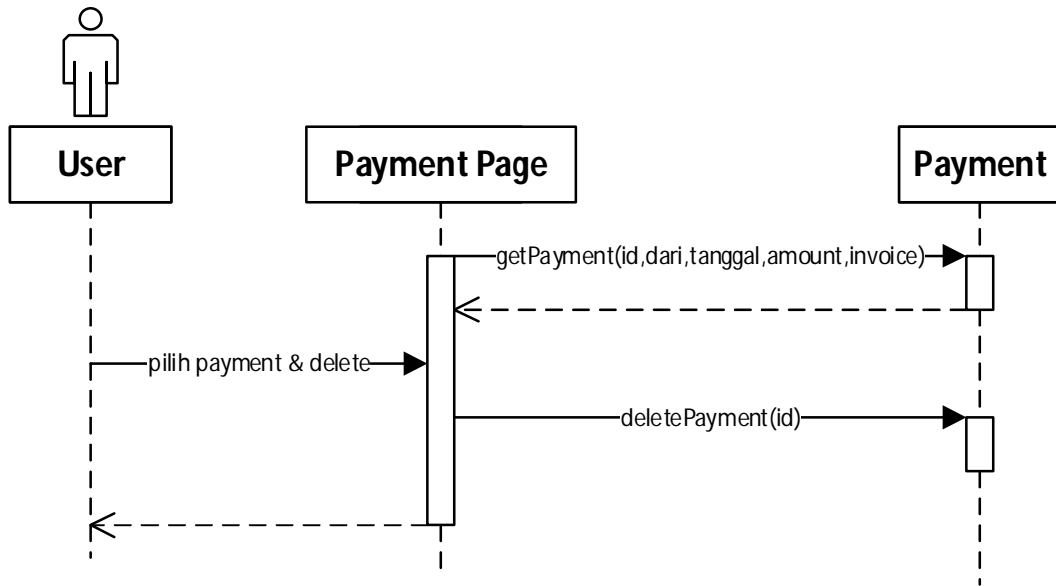 User
Payment Page
Payment
getPayment(id,dari,tanggal,amount,invoice)
pilih payment & delete
deletePayment(id)